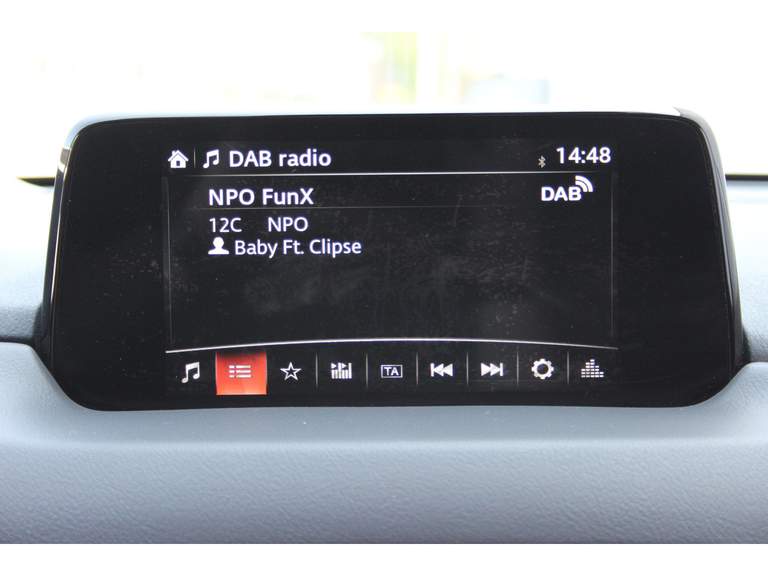 DAB radio 14:48
NPO FunX DAB
12C NPO
Baby Ft. Clipse
TA